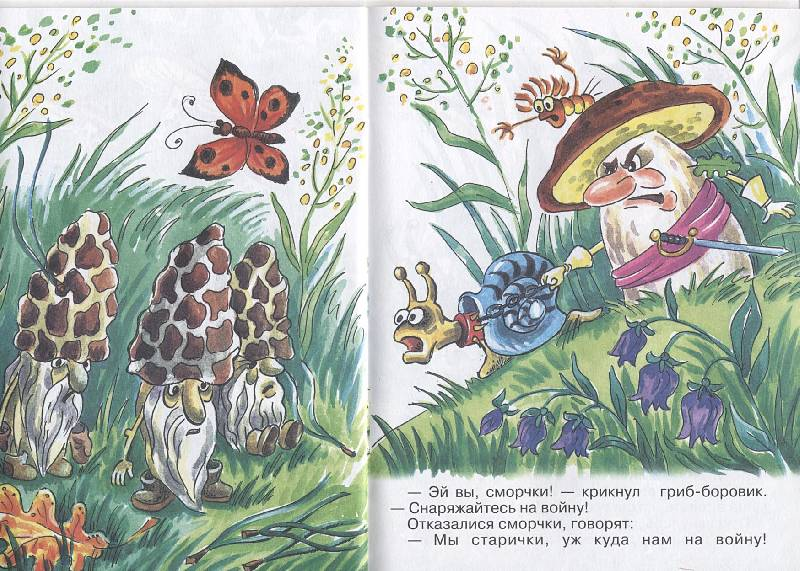 — Эй вы, сморчки! — крикнул гриб-боровик.
— Снаряжайтесь на войну!
Отказалися сморчки, говорят:
— Мы старички, уж куда нам на войну!